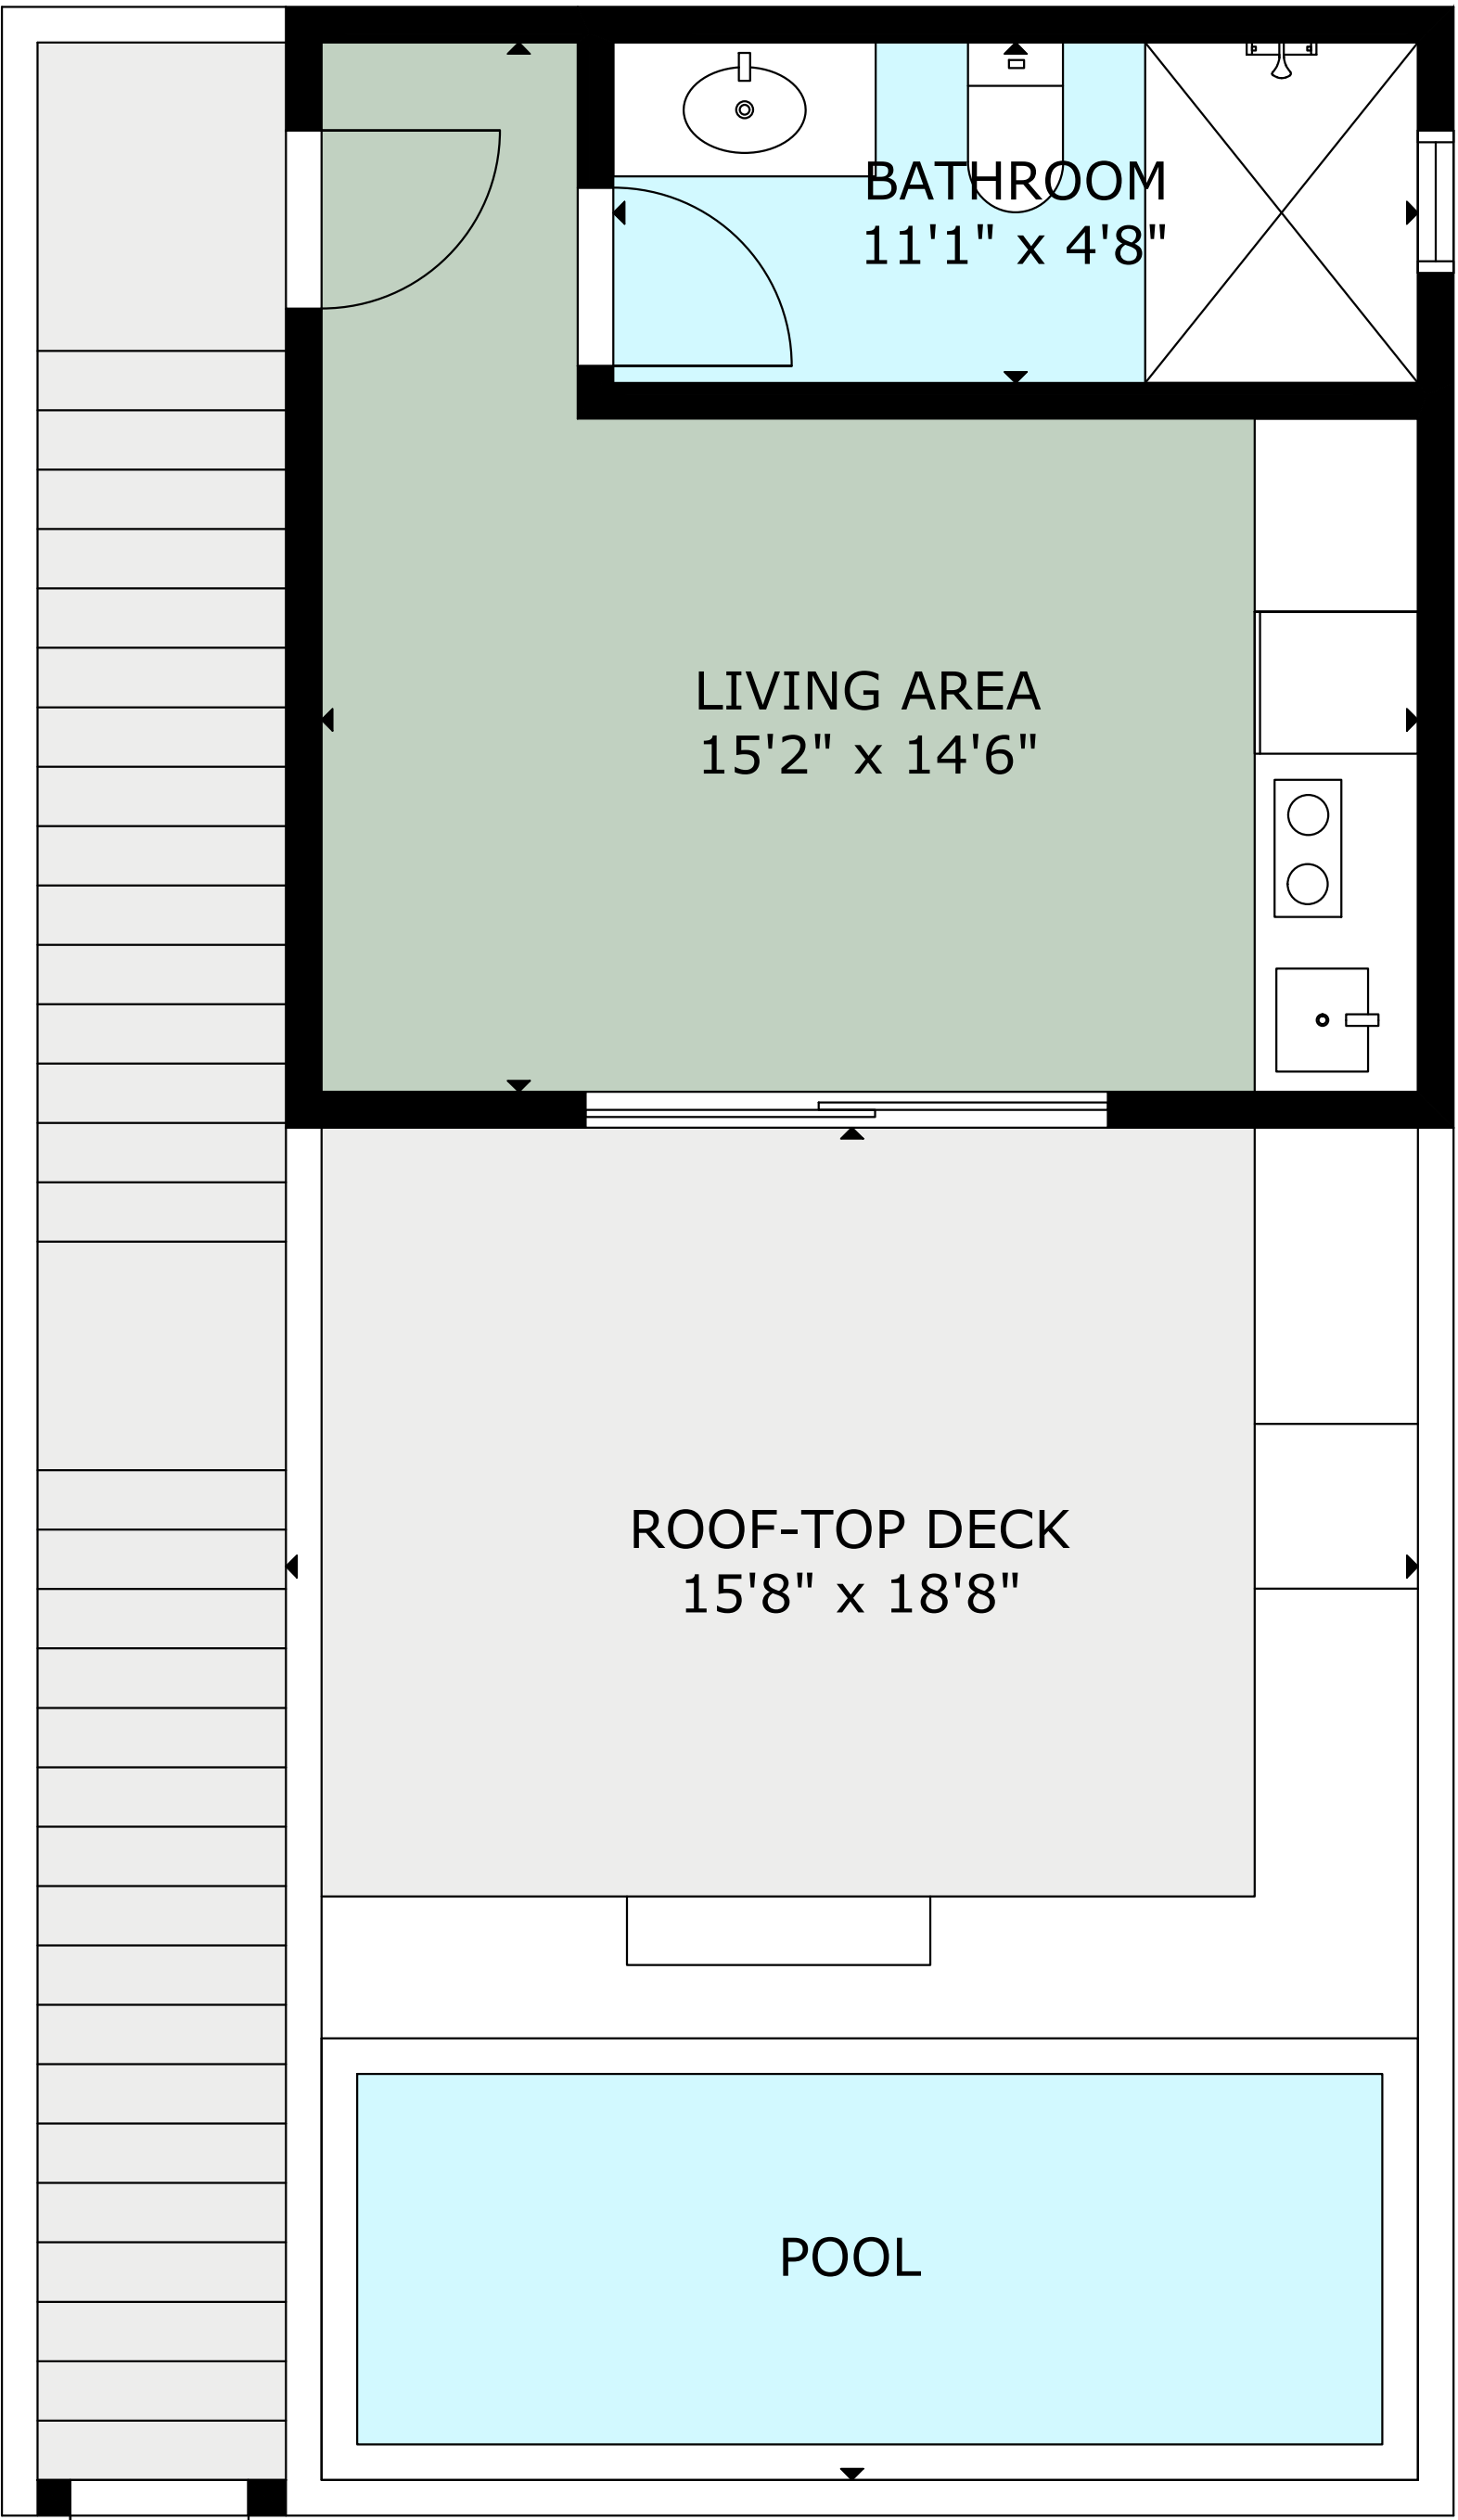 BATHROOM
11'1" x 4'8"
LIVING AREA
15'2" x 14'6"
ROOF-TOP DECK
15'8" x 18'8"
POOL